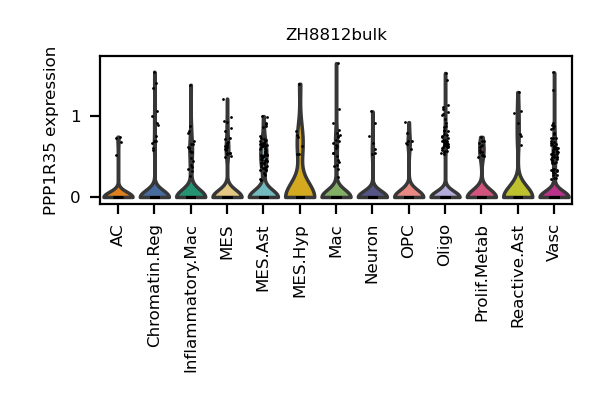 ZH8812bulk
PPP1R35 expression
1
0
AC
Chromatin.Reg
Inflammatory.Mac
MES
MES.Ast
MES.Hyp
Mac
Neuron
OPC
Oligo
Prolif.Metab
Reactive.Ast
Vasc